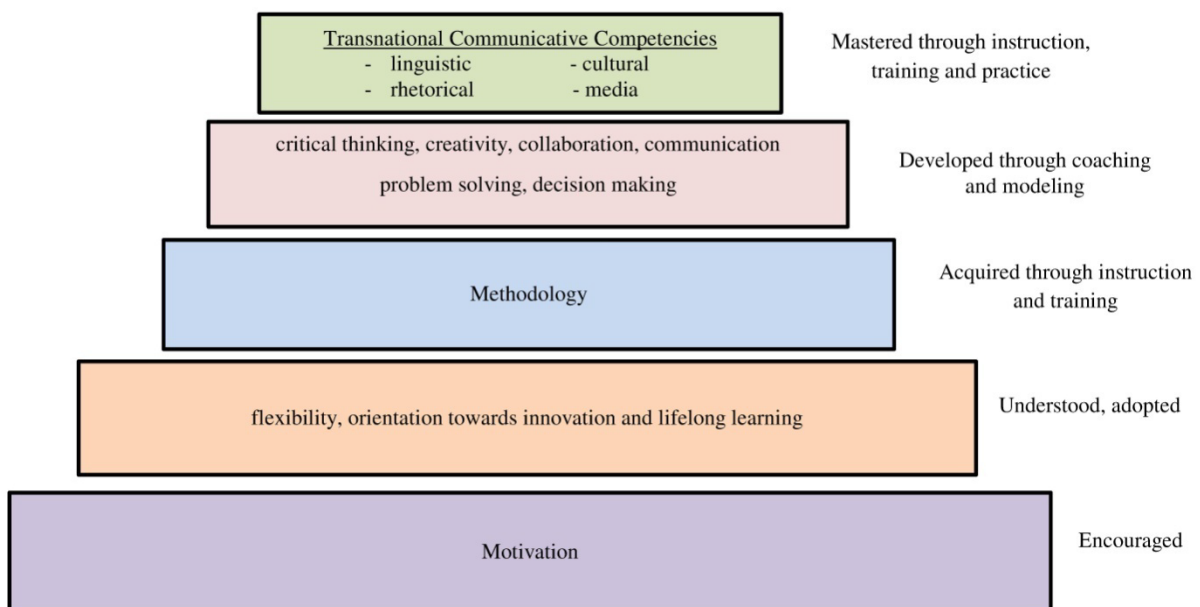 Transnational Communicative Competencies
- linguistic - cultural
- rhetorical - media
Mastered through instruction,
training and practice
critical thinking, creativity, collaboration, communication
problem solving, decision making
Developed through coaching
and modeling
Methodology
Acquired through instruction
and training
flexibility, orientation towards innovation and lifelong learning
Understood, adopted
Motivation
Encouraged